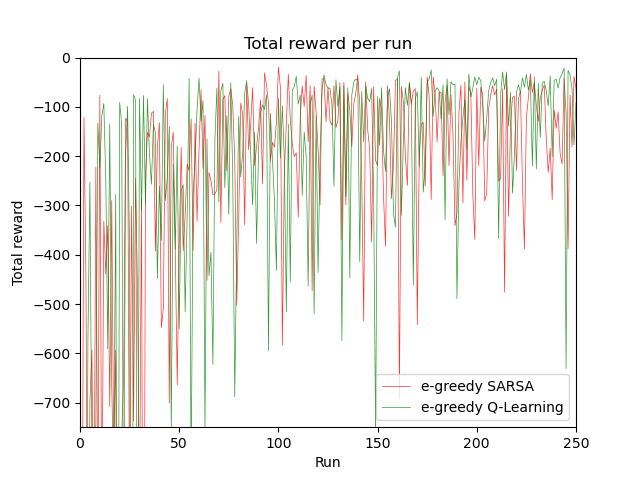 Total reward per run
Total reward
0
−100
−200
−300
−400
−500
−600
−700
e-greedy SARSA
e-greedy Q-Learning
0
50
100
150
200
250
Run